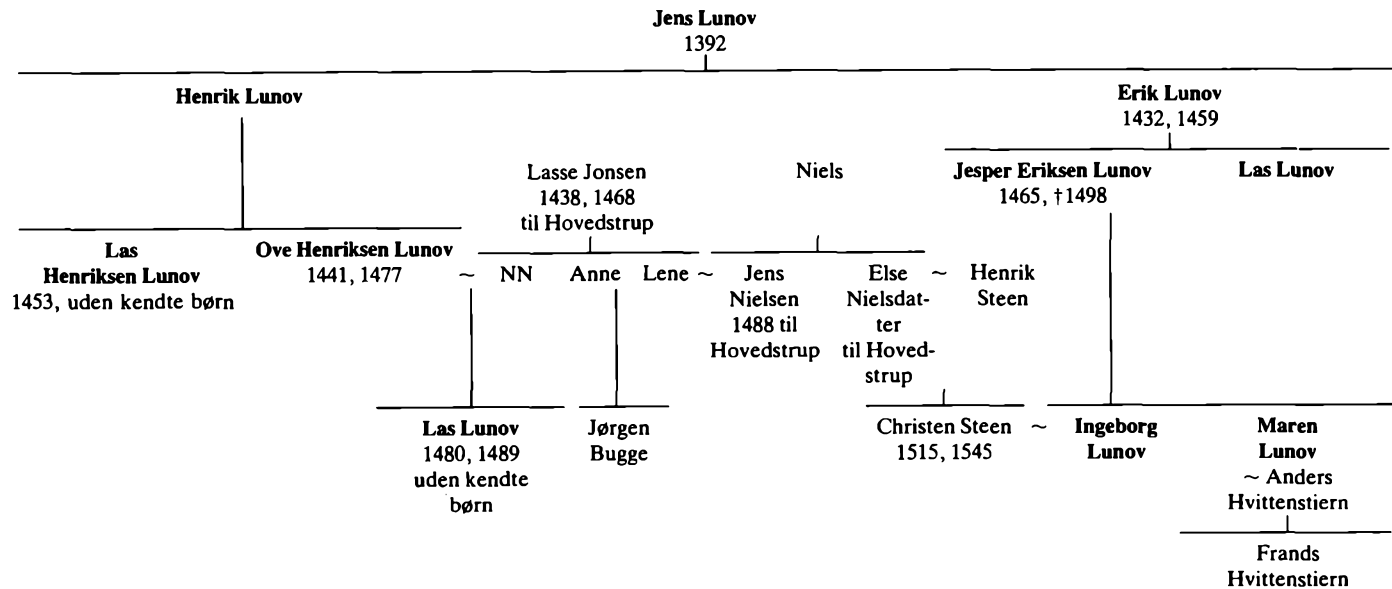 Jens Lunov
1392
Henrik Lunov
Erik Lunov
1432, 1459
Lasse Jonsen
1438, 1468
til Hovedstrup
Niels
Jesper Eriksen Lunov
1465, †1498
Las Lunov
Las
Henriksen Lunov
1453, uden kendte børn
Ove Henriksen Lunov
1441, 1477
~ NN
Anne
Lene ~
Jens
Nielsen
1488 til
Hovedstrup
Else
Nielsdat-
ter
til Hoved-
strup
~ Henrik
Steen
Las Lunov
1480, 1489
uden kendte
børn
Jørgen
Bugge
Christen Steen
1515, 1545
~ Ingeborg
Lunov
Maren
Lunov
~ Anders
Hvittenstiern
Frands
Hvittenstiern